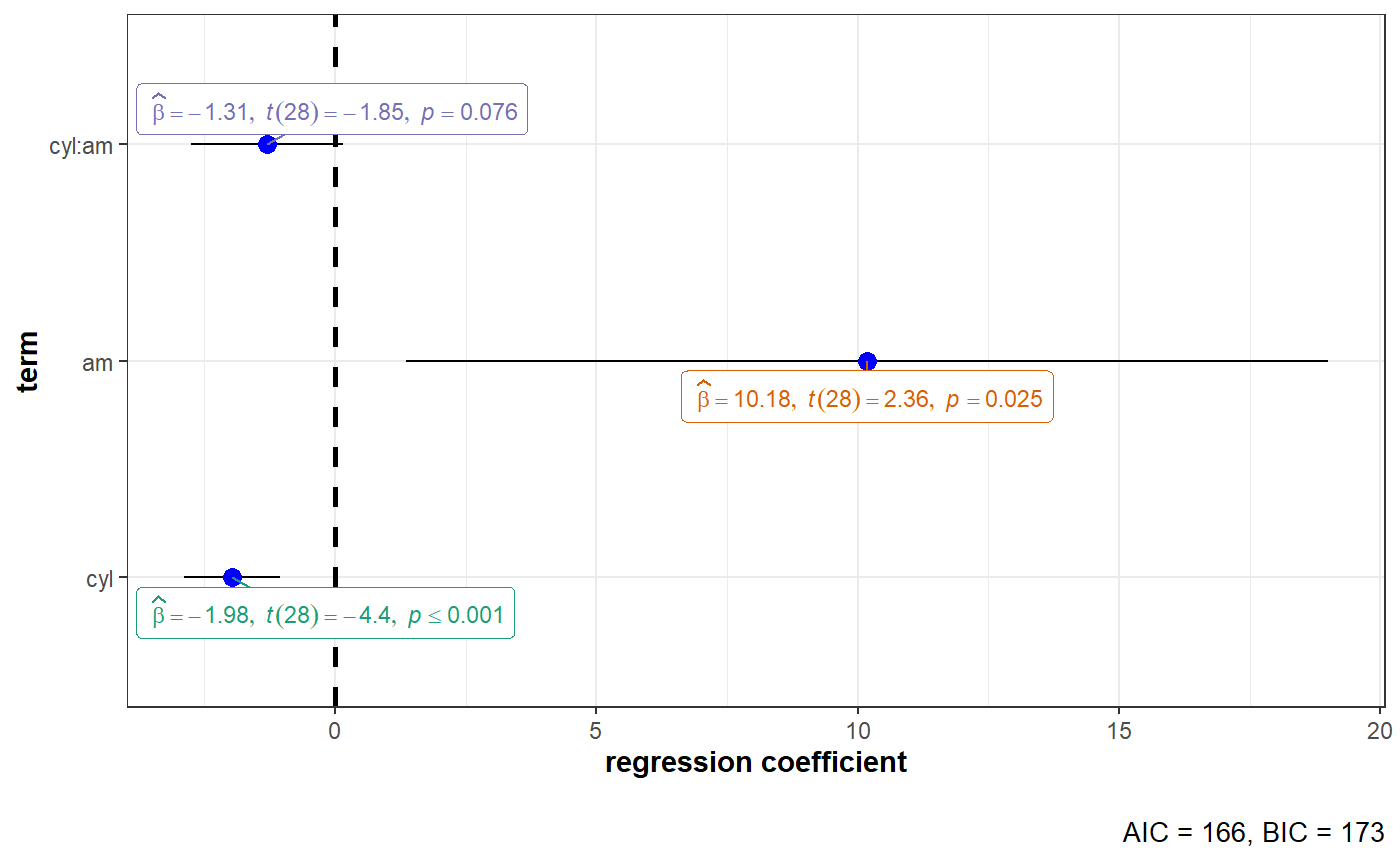 β̂ = −1.31, t(28) = −1.85, p = 0.076
cyl:am
term
am
β̂ = 10.18, t(28) = 2.36, p = 0.025
cyl
β̂ = −1.98, t(28) = −4.4, p ≤ 0.001
0 5 10 15 20
regression coefficient
AIC = 166, BIC = 173